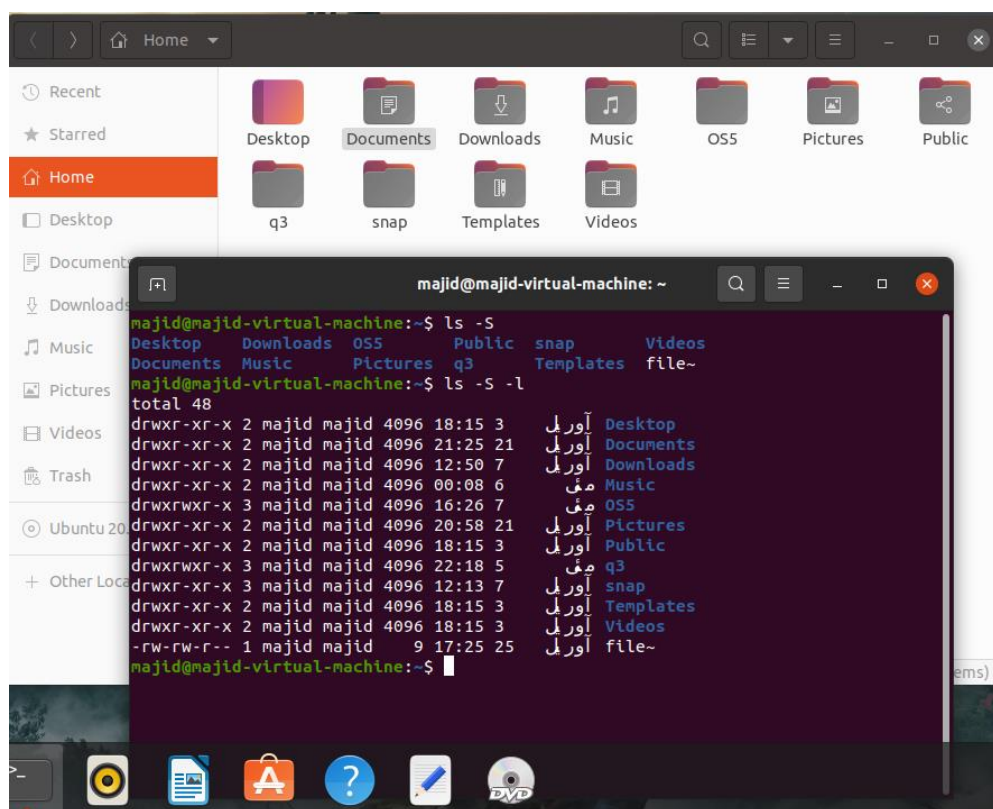 Home
Recent
Starred
Home
Desktop
Documents
Downloads
Music
Pictures
Videos
Trash
Ubuntu 20
+ Other Loca
Desktop Documents Downloads Music OS5 Pictures Public
q3 snap Templates Videos
majid@majid-virtual-machine: ~
majid@majid-virtual-machine:~$ ls -S
Desktop Downloads OS5 Public snap Videos
Documents Music Pictures q3 Templates file~
majid@majid-virtual-machine:~$ ls -S -l
total 48
drwxr-xr-x 2 majid majid 4096 18:15 3 آوریل Desktop
drwxr-xr-x 2 majid majid 4096 21:25 21 آوریل Documents
drwxr-xr-x 2 majid majid 4096 12:50 7 آوریل Downloads
drwxr-xr-x 2 majid majid 4096 00:08 6 مئی Music
drwxrwxr-x 3 majid majid 4096 16:26 7 مئی OS5
drwxr-xr-x 2 majid majid 4096 20:58 21 آوریل Pictures
drwxr-xr-x 2 majid majid 4096 18:15 3 آوریل Public
drwxrwxr-x 3 majid majid 4096 22:18 5 مئی q3
drwxr-xr-x 3 majid majid 4096 12:13 7 آوریل snap
drwxr-xr-x 2 majid majid 4096 18:15 3 آوریل Templates
drwxr-xr-x 2 majid majid 4096 18:15 3 آوریل Videos
-rw-rw-r-- 1 majid majid 9 17:25 25 آوریل file~
majid@majid-virtual-machine:~$
ems)
>_
A
?
DVD